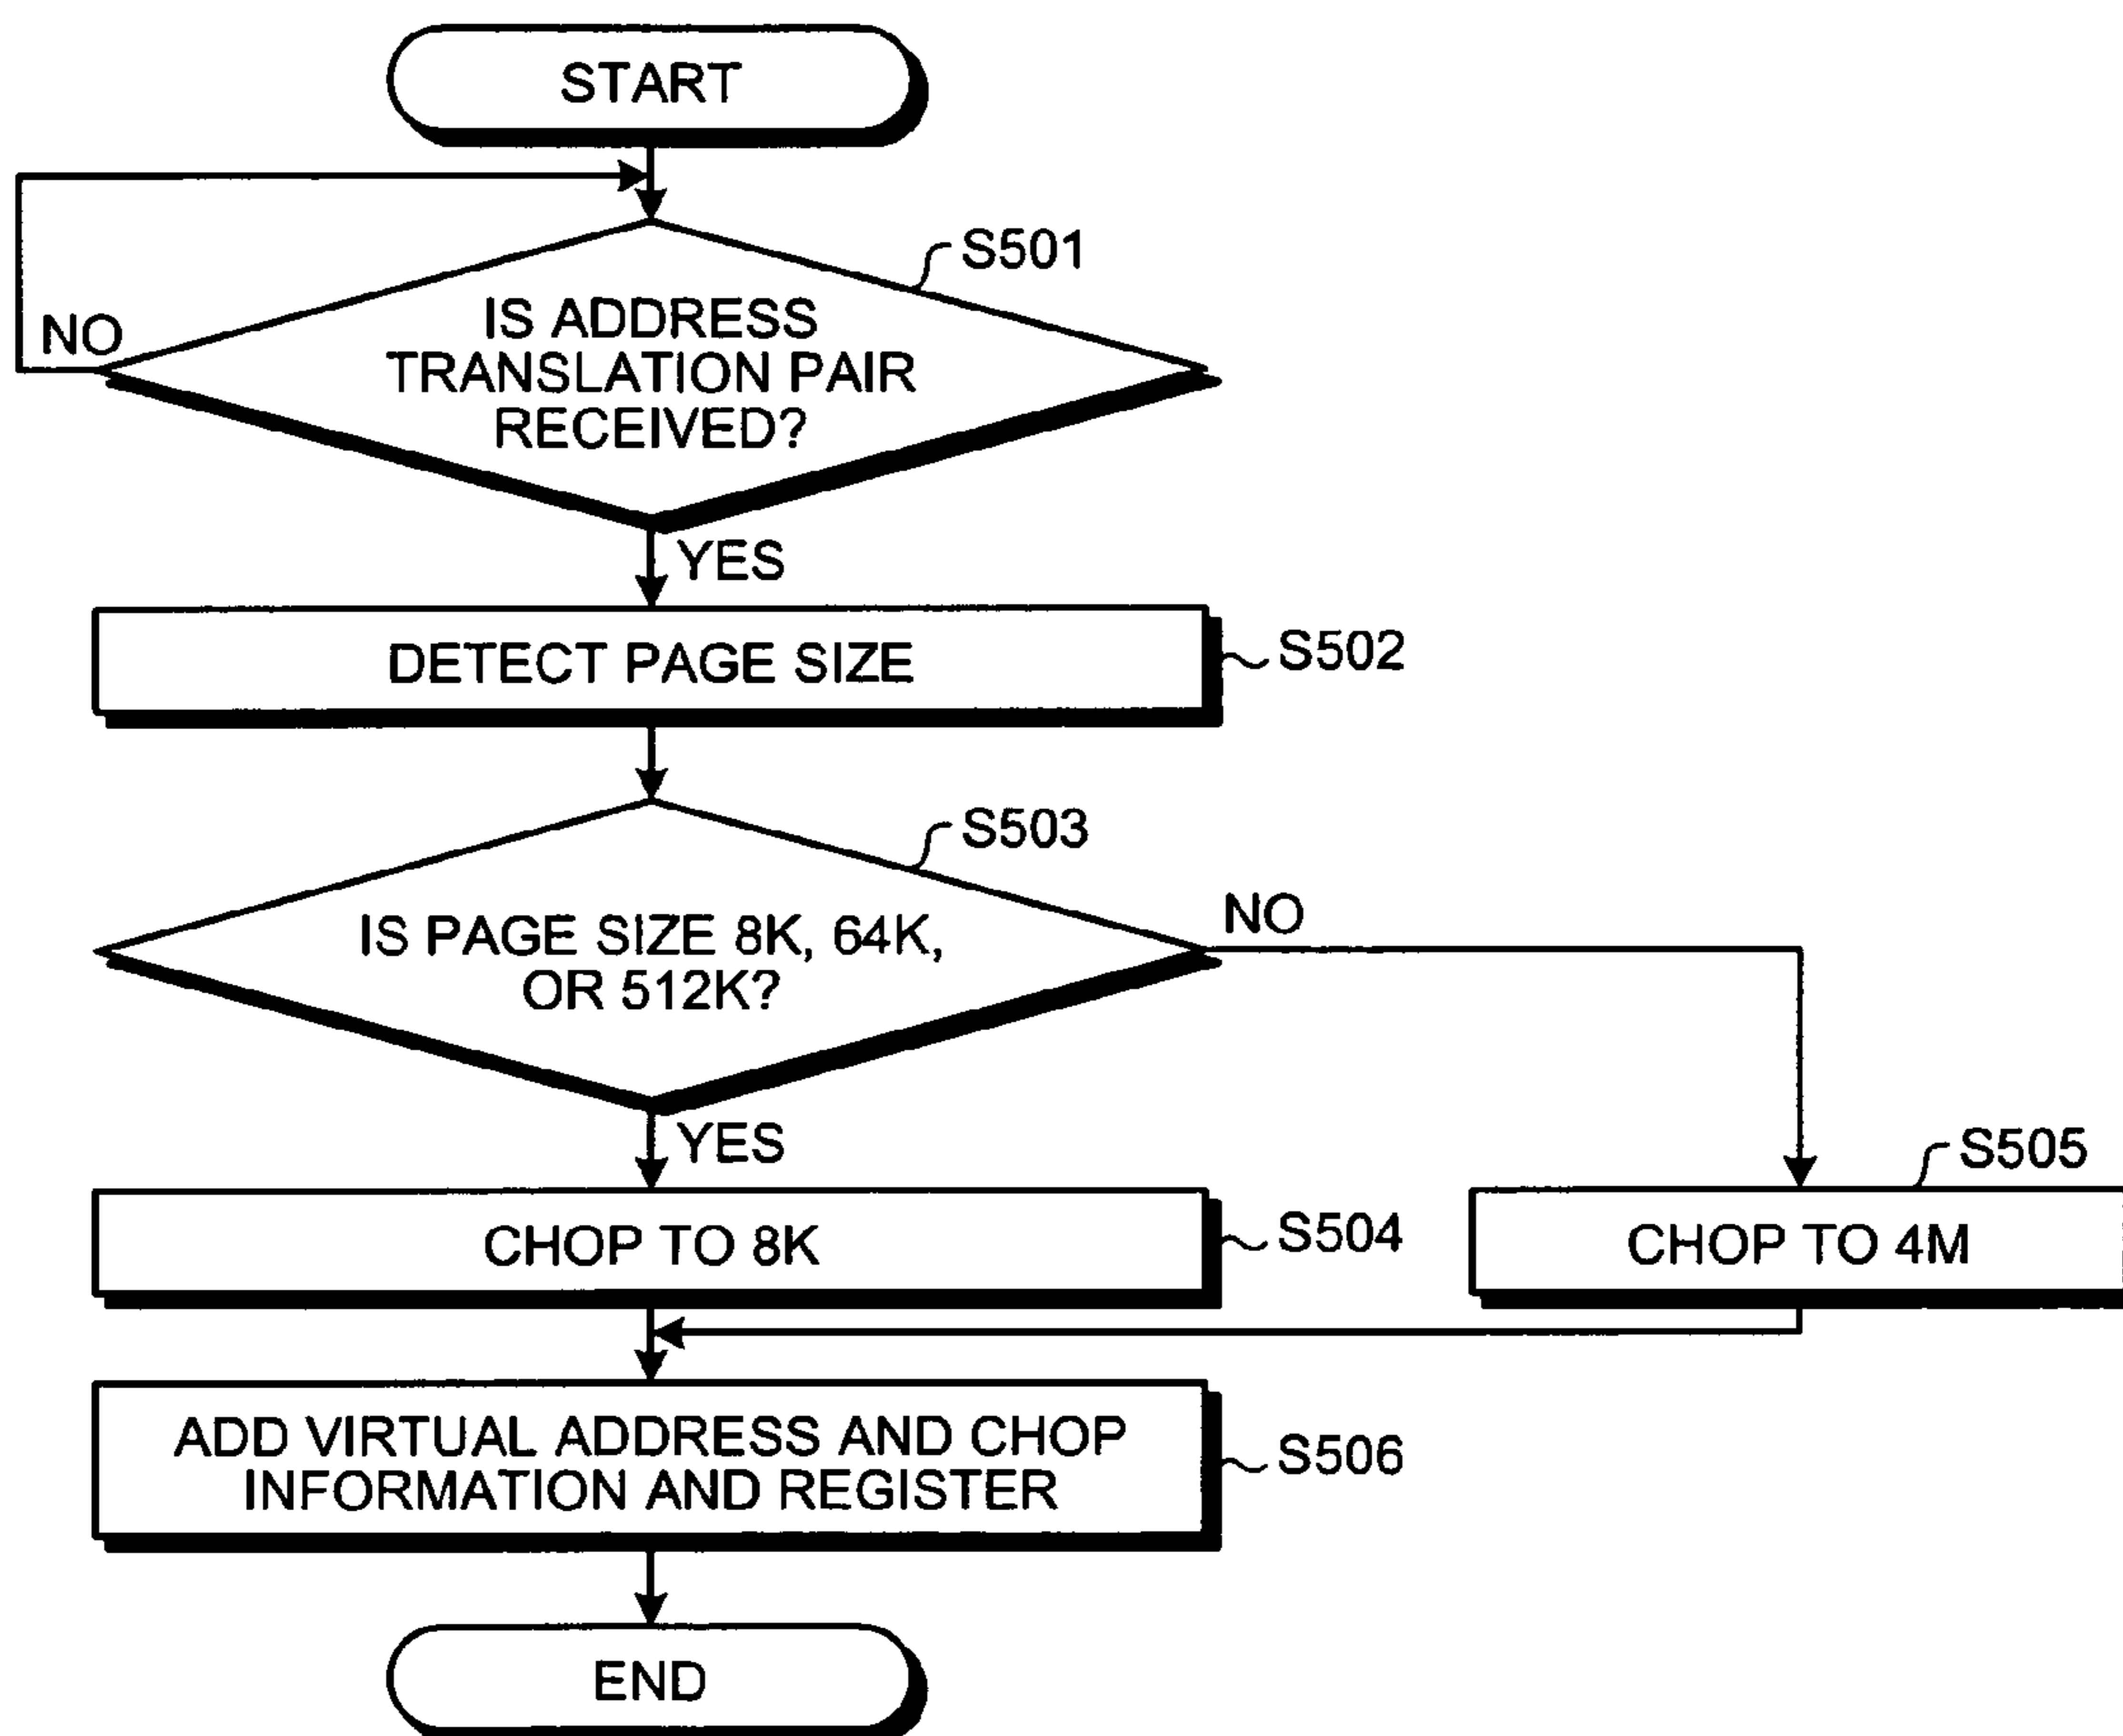 START
S501
IS ADDRESS
TRANSLATION PAIR
RECEIVED?
NO
YES
DETECT PAGE SIZE
S502
S503
IS PAGE SIZE 8K, 64K,
OR 512K?
NO
YES
S505
CHOP TO 8K
S504
CHOP TO 4M
ADD VIRTUAL ADDRESS AND CHOP
INFORMATION AND REGISTER
S506
END